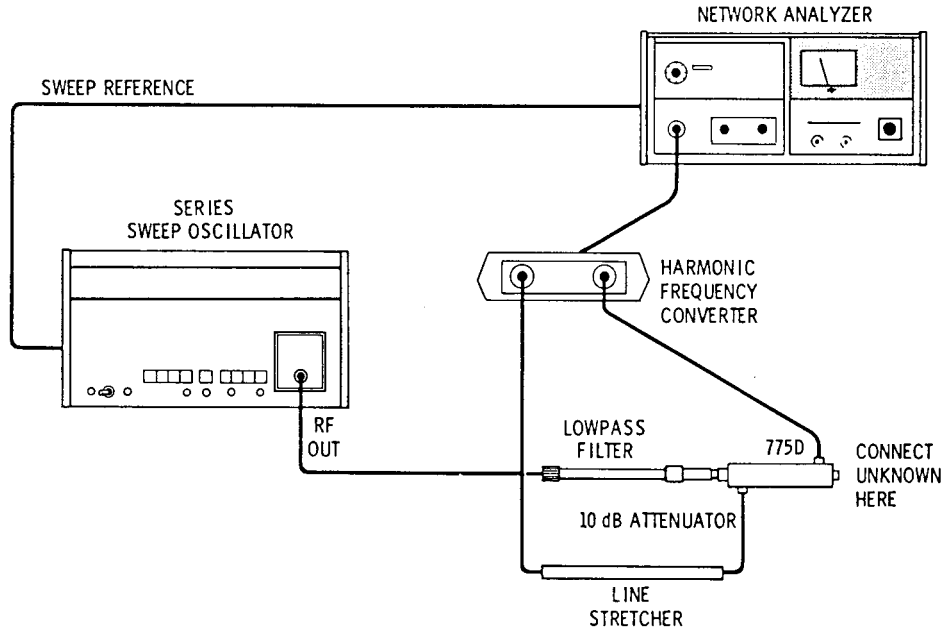 NETWORK ANALYZER
SWEEP REFERENCE
SERIES
SWEEP OSCILLATOR
HARMONIC
FREQUENCY
CONVERTER
RF
OUT
LOWPASS
FILTER
775D
CONNECT
UNKNOWN
HERE
10 dB ATTENUATOR
LINE
STRETCHER